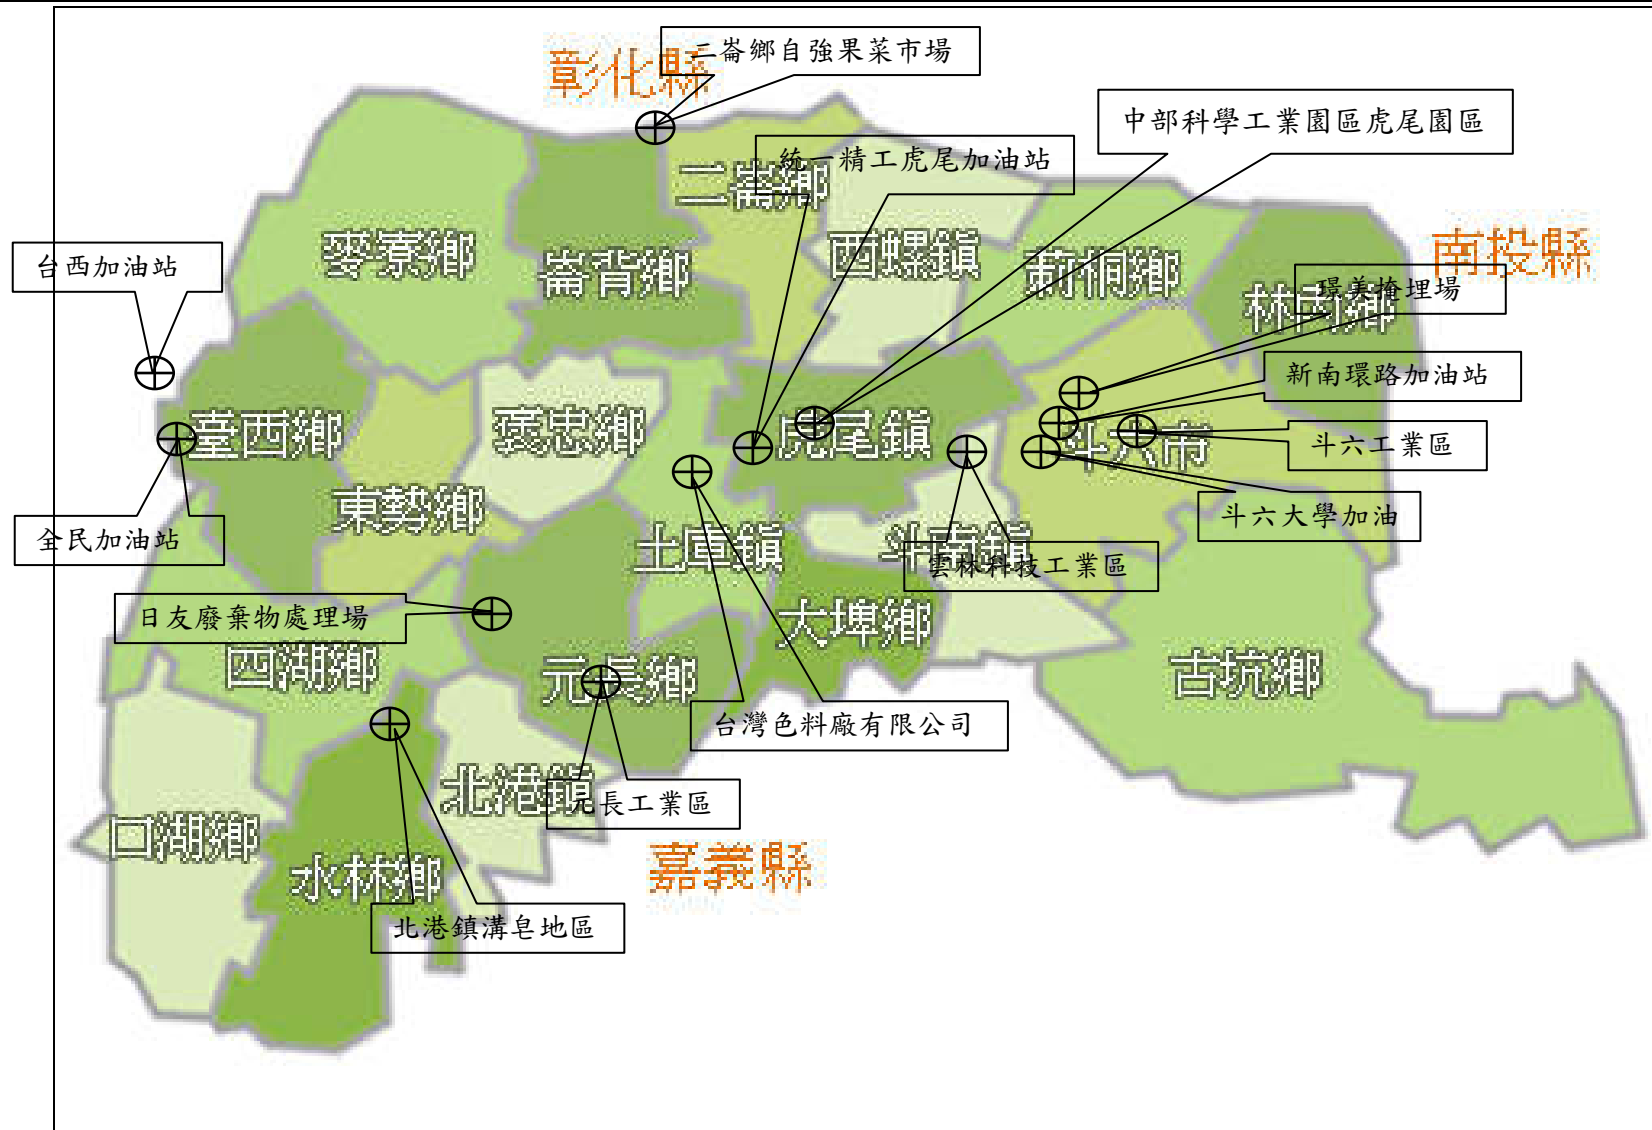 二崙鄉自強果菜市場
彰化縣
中部科學工業園區虎尾園區
統一精工虎尾加油站
二崙鄉
麥寮鄉
崙背鄉
西螺鎮
莿桐鄉
南投縣
林內鄉
璟美掩埋場
台西加油站
新南環路加油站
臺西鄉
褒忠鄉
虎尾鎮
斗六市
斗六工業區
東勢鄉
斗六大學加油
全民加油站
土庫鎮
斗南鎮
雲林科技工業區
日友廢棄物處理場
大埤鄉
四湖鄉
元長鄉
古坑鄉
台灣色料廠有限公司
北港鎮
元長工業區
口湖鄉
水林鄉
嘉義縣
北港鎮溝皂地區